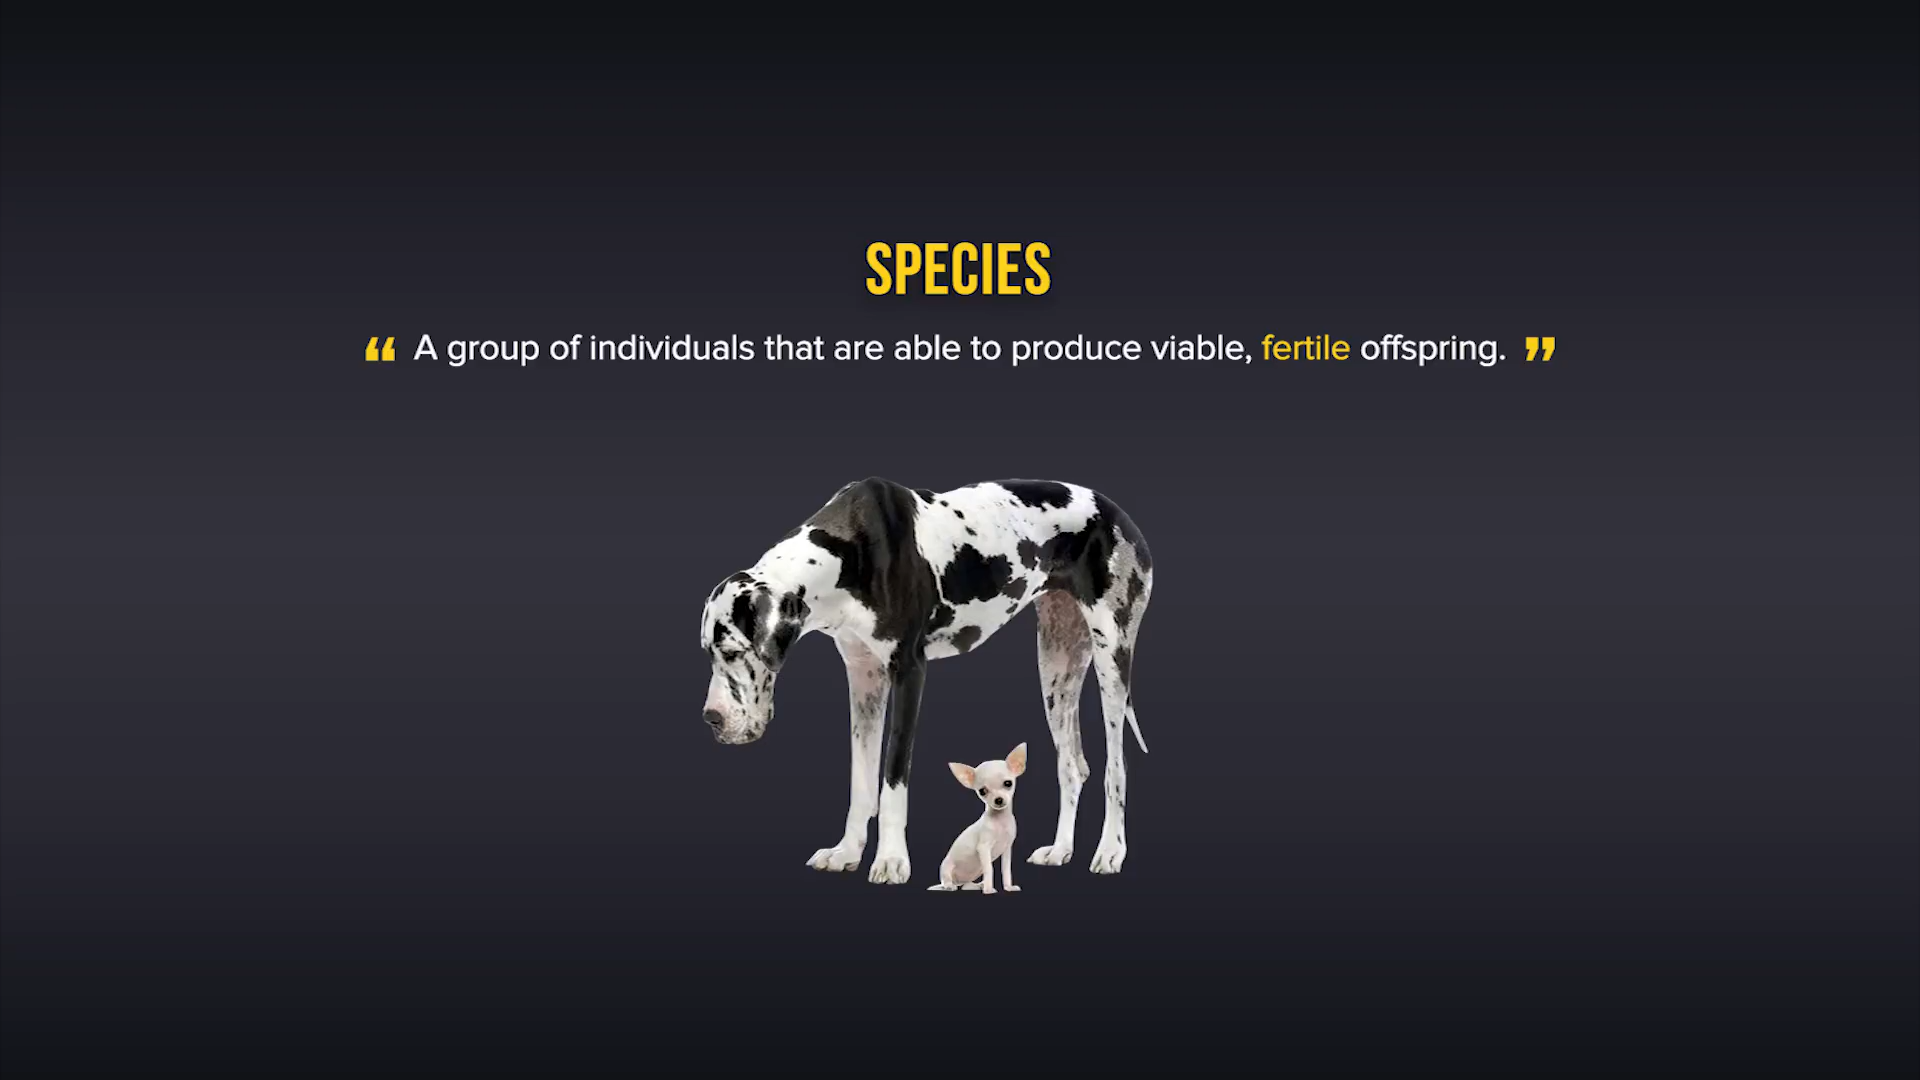 SPECIES
“ A group of individuals that are able to produce viable, fertile offspring. ”